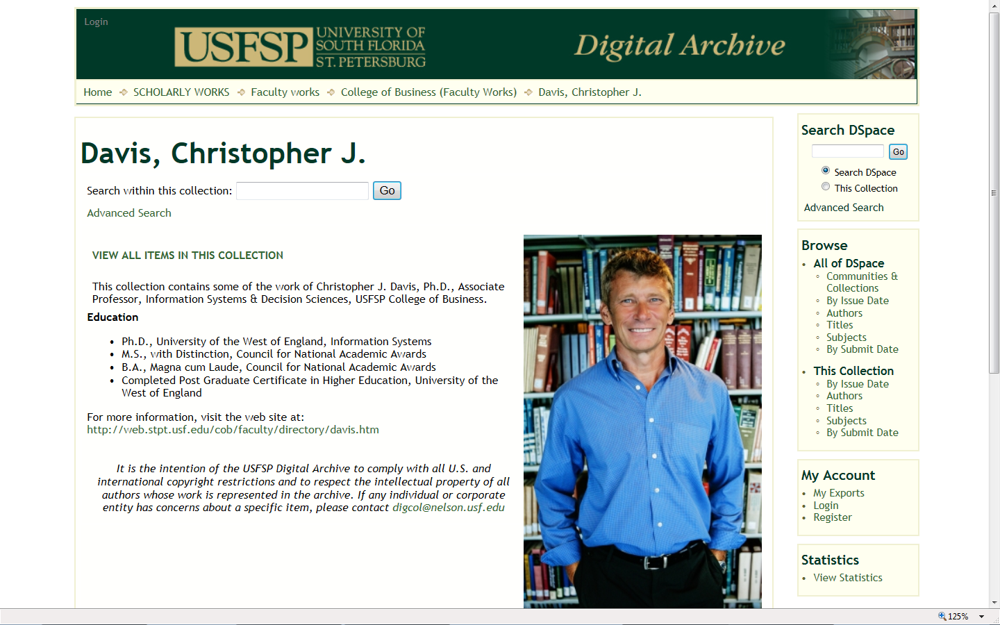 Login
USFSP UNIVERSITY OF
SOUTH FLORIDA
ST. PETERSBURG
Digital Archive
Home SCHOLARLY WORKS Faculty works College of Business (Faculty Works) Davis, Christopher J.
Davis, Christopher J.
Search within this collection: Go
Advanced Search
VIEW ALL ITEMS IN THIS COLLECTION
This collection contains some of the work of Christopher J. Davis, Ph.D., Associate
Professor, Information Systems & Decision Sciences, USFSP College of Business.
Education
• Ph.D., University of the West of England, Information Systems
• M.S., with Distinction, Council for National Academic Awards
• B.A., Magna cum Laude, Council for National Academic Awards
• Completed Post Graduate Certificate in Higher Education, University of the
West of England
For more information, visit the web site at:
http://web.stpt.usf.edu/cob/faculty/directory/davis.htm
It is the intention of the USFSP Digital Archive to comply with all U.S. and
international copyright restrictions and to respect the intellectual property of all
authors whose work is represented in the archive. If any individual or corporate
entity has concerns about a specific item, please contact digcol@nelson.usf.edu
Search DSpace
Go
Search DSpace
This Collection
Advanced Search
Browse
• All of DSpace
◦ Communities &
Collections
◦ By Issue Date
◦ Authors
◦ Titles
◦ Subjects
◦ By Submit Date
• This Collection
◦ By Issue Date
◦ Authors
◦ Titles
◦ Subjects
◦ By Submit Date
My Account
• My Exports
• Login
• Register
Statistics
• View Statistics
125%